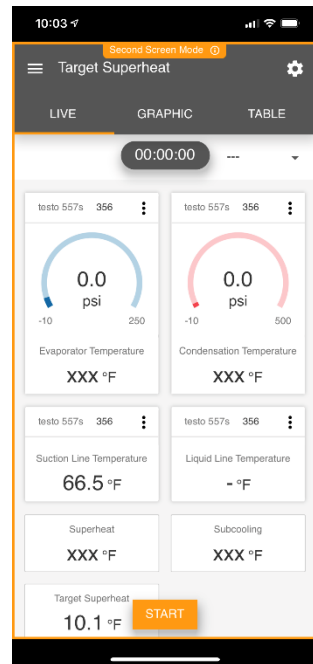 10:03
Second Screen Mode
Target Superheat
LIVE GRAPHIC TABLE
00:00:00 ---
testo 557s 356 testo 557s 356
0.0 0.0
psi psi
-10 250 -10 500
Evaporator Temperature Condensation Temperature
XXX °F XXX °F
testo 557s 356 testo 557s 356
Suction Line Temperature Liquid Line Temperature
66.5 °F - °F
Superheat Subcooling
XXX °F XXX °F
Target Superheat
10.1 °F START